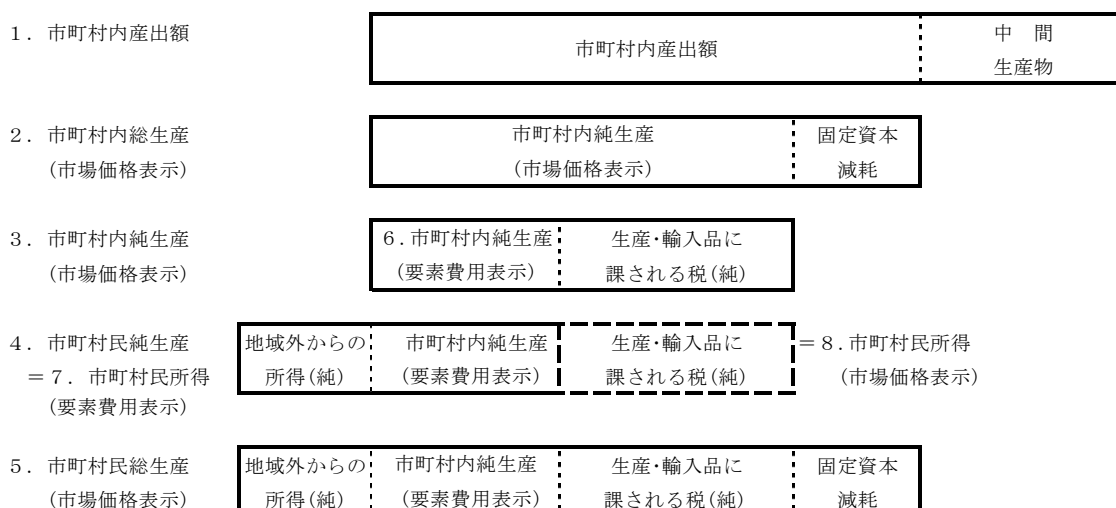 1. 市町村内産出額
市町村内産出額
中 間
生産物
2. 市町村内総生産
(市場価格表示)
市町村内純生産
(市場価格表示)
固定資本
減耗
3. 市町村内純生産
(市場価格表示)
6.市町村内純生産
(要素費用表示)
生産・輸入品に
課される税(純)
4. 市町村民純生産
=7. 市町村民所得
(要素費用表示)
地域外からの
所得(純)
市町村内純生産
(要素費用表示)
生産・輸入品に
課される税(純)
=8.市町村民所得
(市場価格表示)
5. 市町村民総生産
(市場価格表示)
地域外からの
所得(純)
市町村内純生産
(要素費用表示)
生産・輸入品に
課される税(純)
固定資本
減耗